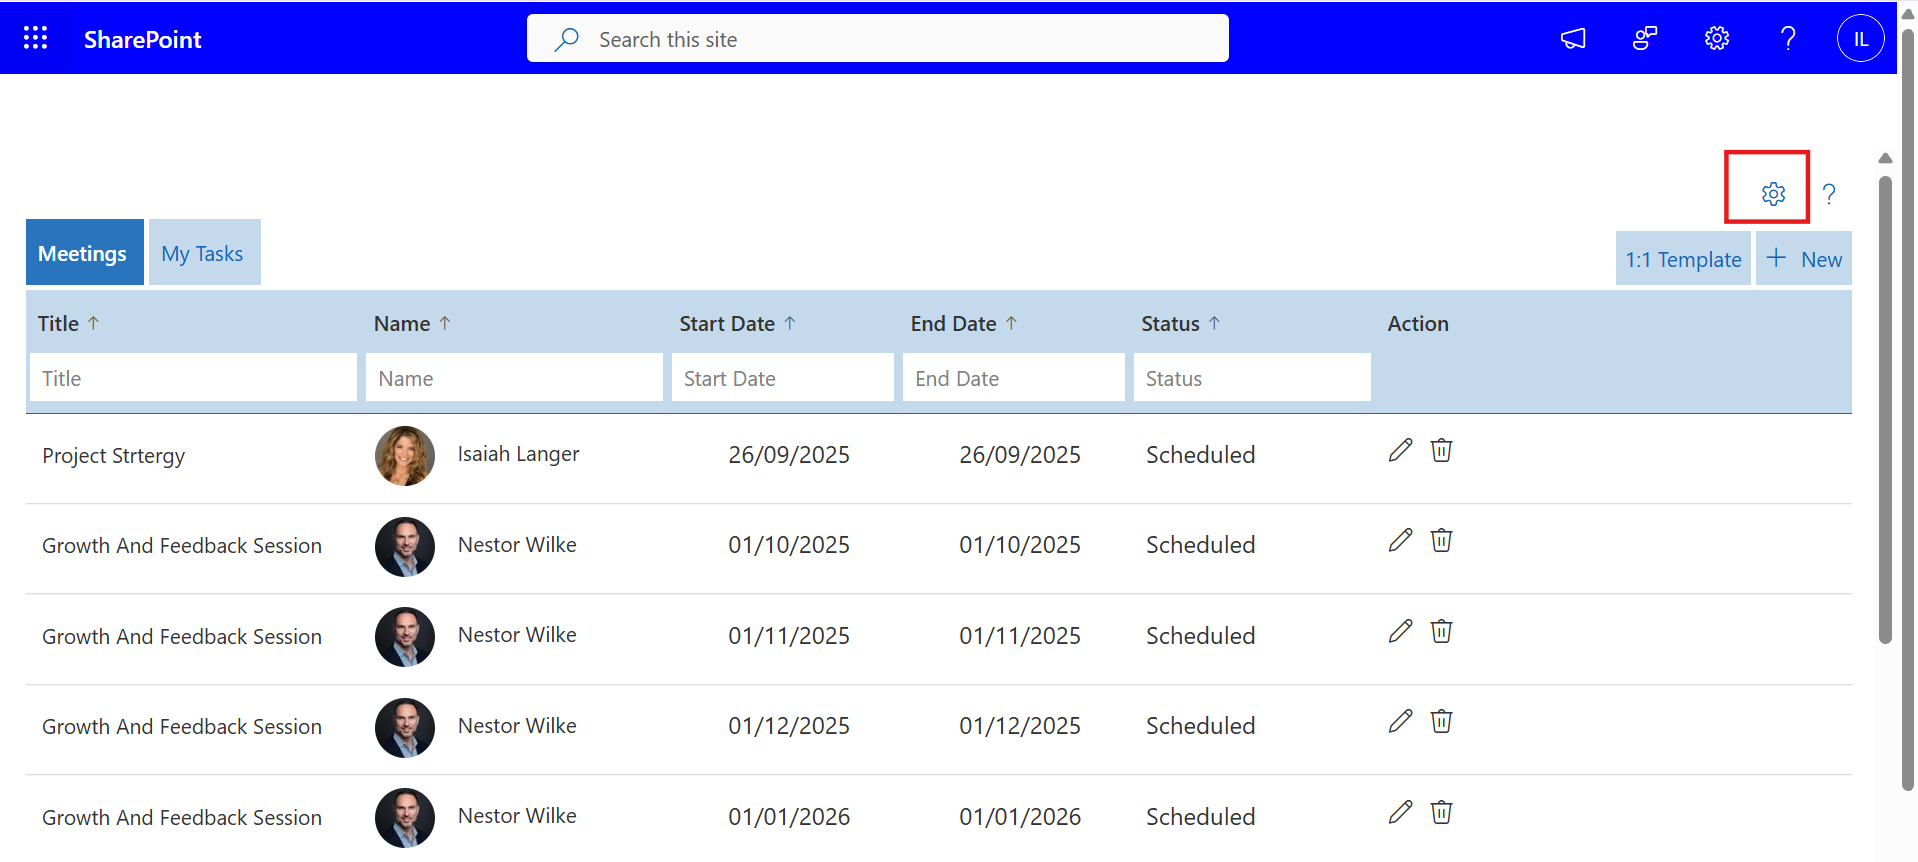 SharePoint
Search this site
IL
?
Meetings
My Tasks
1:1 Template
+ New
Title ↑ Name ↑ Start Date ↑ End Date ↑ Status ↑ Action
Title Name Start Date End Date Status
Project Strtergy Isaiah Langer 26/09/2025 26/09/2025 Scheduled
Growth And Feedback Session Nestor Wilke 01/10/2025 01/10/2025 Scheduled
Growth And Feedback Session Nestor Wilke 01/11/2025 01/11/2025 Scheduled
Growth And Feedback Session Nestor Wilke 01/12/2025 01/12/2025 Scheduled
Growth And Feedback Session Nestor Wilke 01/01/2026 01/01/2026 Scheduled